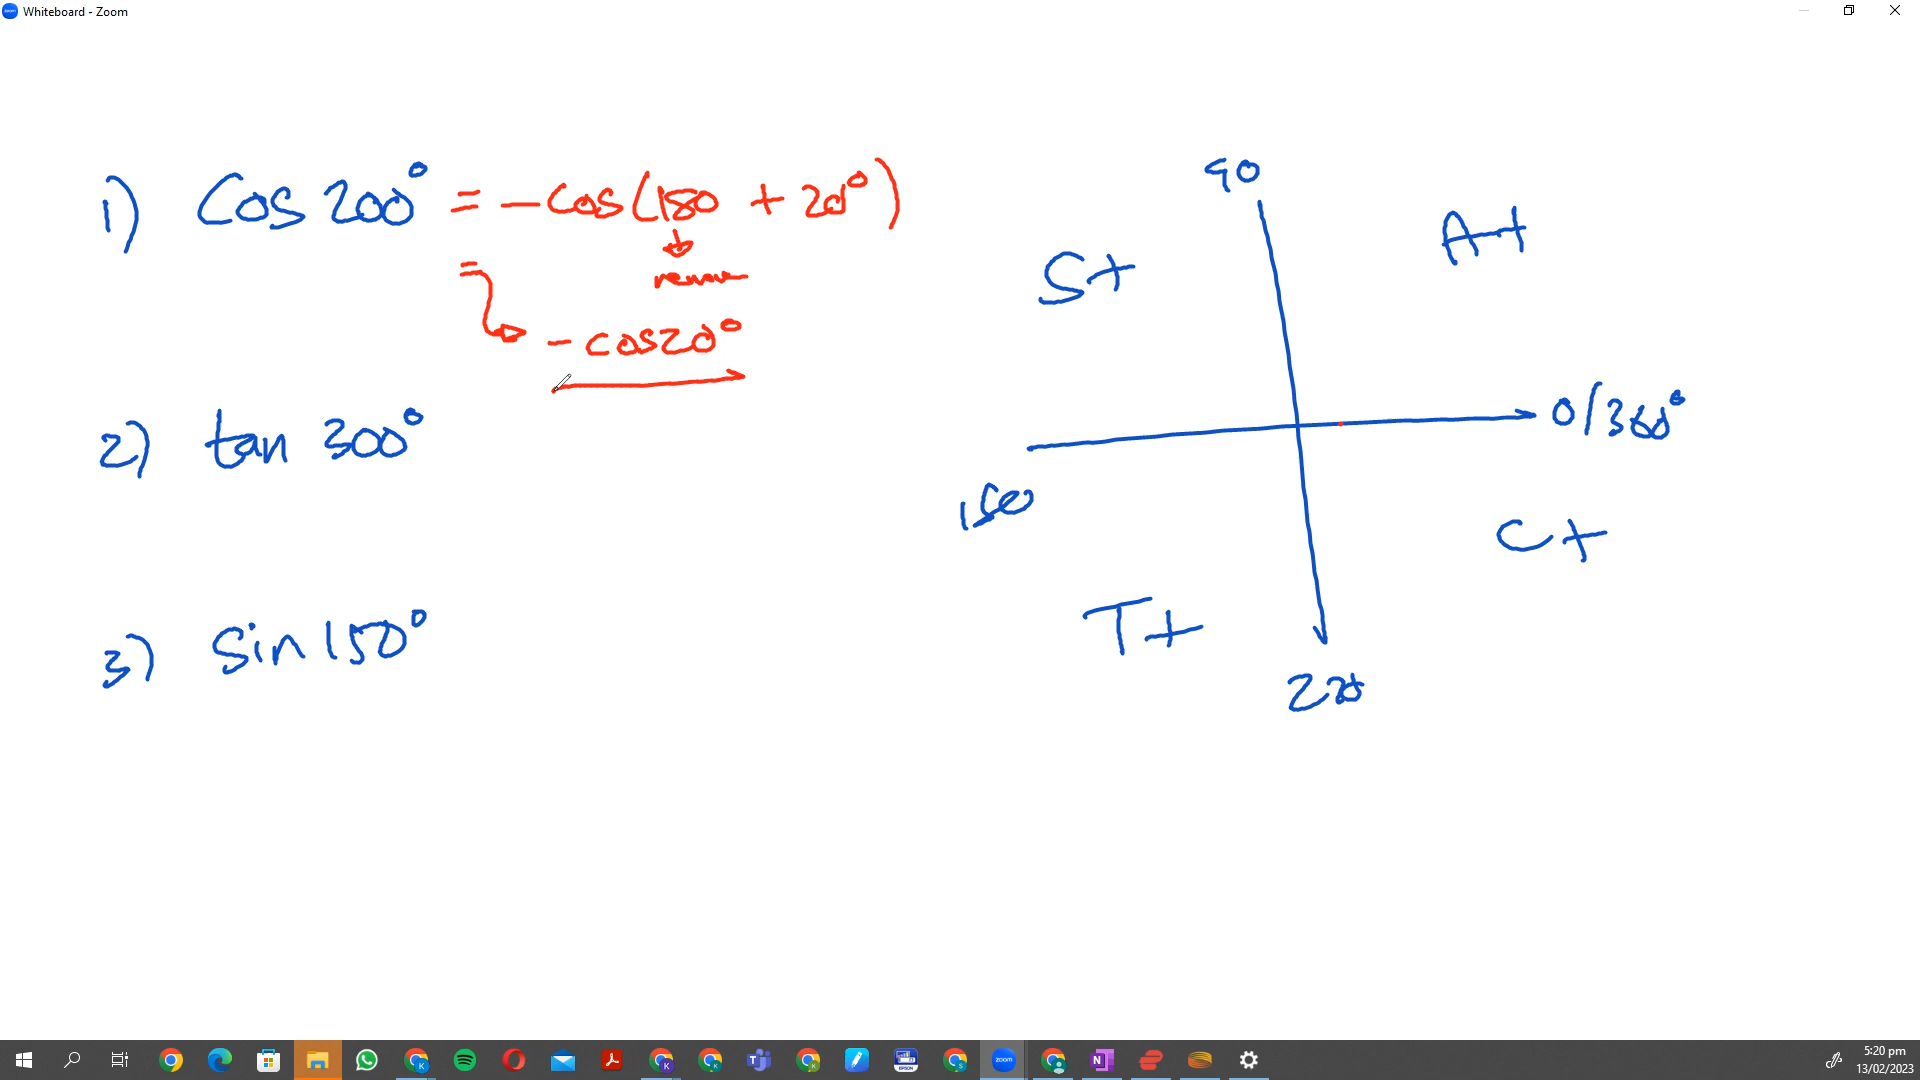 Whiteboard - Zoom
1) Cos 200° = - cos(180 + 20°)
remove
= - cos20°
2) tan 300°
3) Sin 150°
90
S+
A+
0/360°
180
C+
T+
270
5:20 pm
13/02/2023